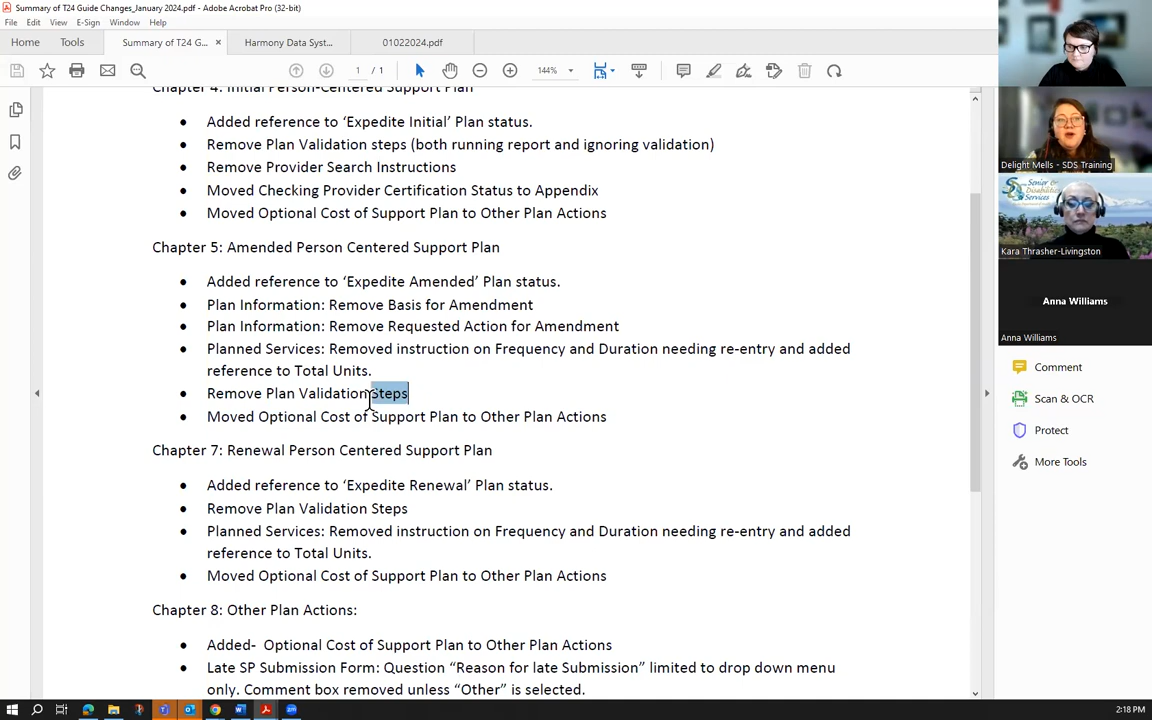 Summary of T24 Guide Changes_January 2024.pdf - Adobe Acrobat Pro (32-bit)
File Edit View E-Sign Window Help
Home Tools Summary of T24 G... × Harmony Data Syst... 01022024.pdf
1 / 1 144%
Chapter 4: Initial Person-Centered Support Plan
• Added reference to ‘Expedite Initial’ Plan status.
• Remove Plan Validation steps (both running report and ignoring validation)
• Remove Provider Search Instructions
• Moved Checking Provider Certification Status to Appendix
• Moved Optional Cost of Support Plan to Other Plan Actions
Chapter 5: Amended Person Centered Support Plan
• Added reference to ‘Expedite Amended’ Plan status.
• Plan Information: Remove Basis for Amendment
• Plan Information: Remove Requested Action for Amendment
• Planned Services: Removed instruction on Frequency and Duration needing re-entry and added
reference to Total Units.
• Remove Plan Validation Steps
• Moved Optional Cost of Support Plan to Other Plan Actions
Chapter 7: Renewal Person Centered Support Plan
• Added reference to ‘Expedite Renewal’ Plan status.
• Remove Plan Validation Steps
• Planned Services: Removed instruction on Frequency and Duration needing re-entry and added
reference to Total Units.
• Moved Optional Cost of Support Plan to Other Plan Actions
Chapter 8: Other Plan Actions:
• Added- Optional Cost of Support Plan to Other Plan Actions
• Late SP Submission Form: Question “Reason for late Submission” limited to drop down menu
only. Comment box removed unless “Other” is selected.
Delight Mells - SDS Training
Senior &
Disabilities
Services
Kara Thrasher-Livingston
Anna Williams
Anna Williams
Comment
Scan & OCR
Protect
More Tools
2:18 PM